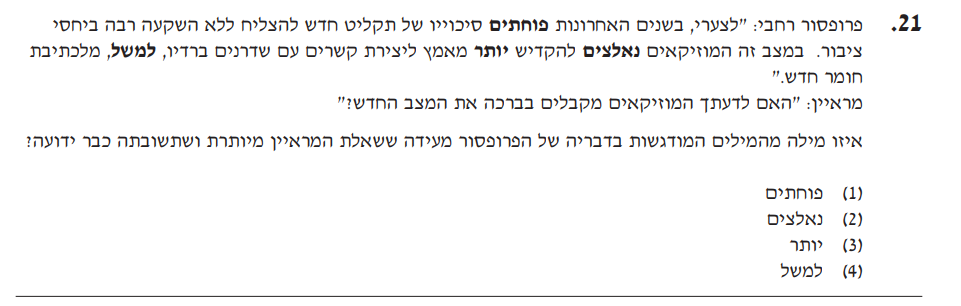 21. פרופסור רחבי: "לצערי, בשנים האחרונות פוחתים סיכוייו של תקליט חדש להצליח ללא השקעה רבה ביחסי
ציבור. במצב זה המוזיקאים נאלצים להקדיש יותר מאמץ ליצירת קשרים עם שדרנים ברדיו, למשל, מלכתיבת
חומר חדש."
מראיין: "האם לדעתך המוזיקאים מקבלים בברכה את המצב החדש?"
איזו מילה מהמילים המודגשות בדבריה של הפרופסור מעידה ששאלת המראיין מיותרת ושתשובתה כבר ידועה?
(1) פוחתים
(2) נאלצים
(3) יותר
(4) למשל